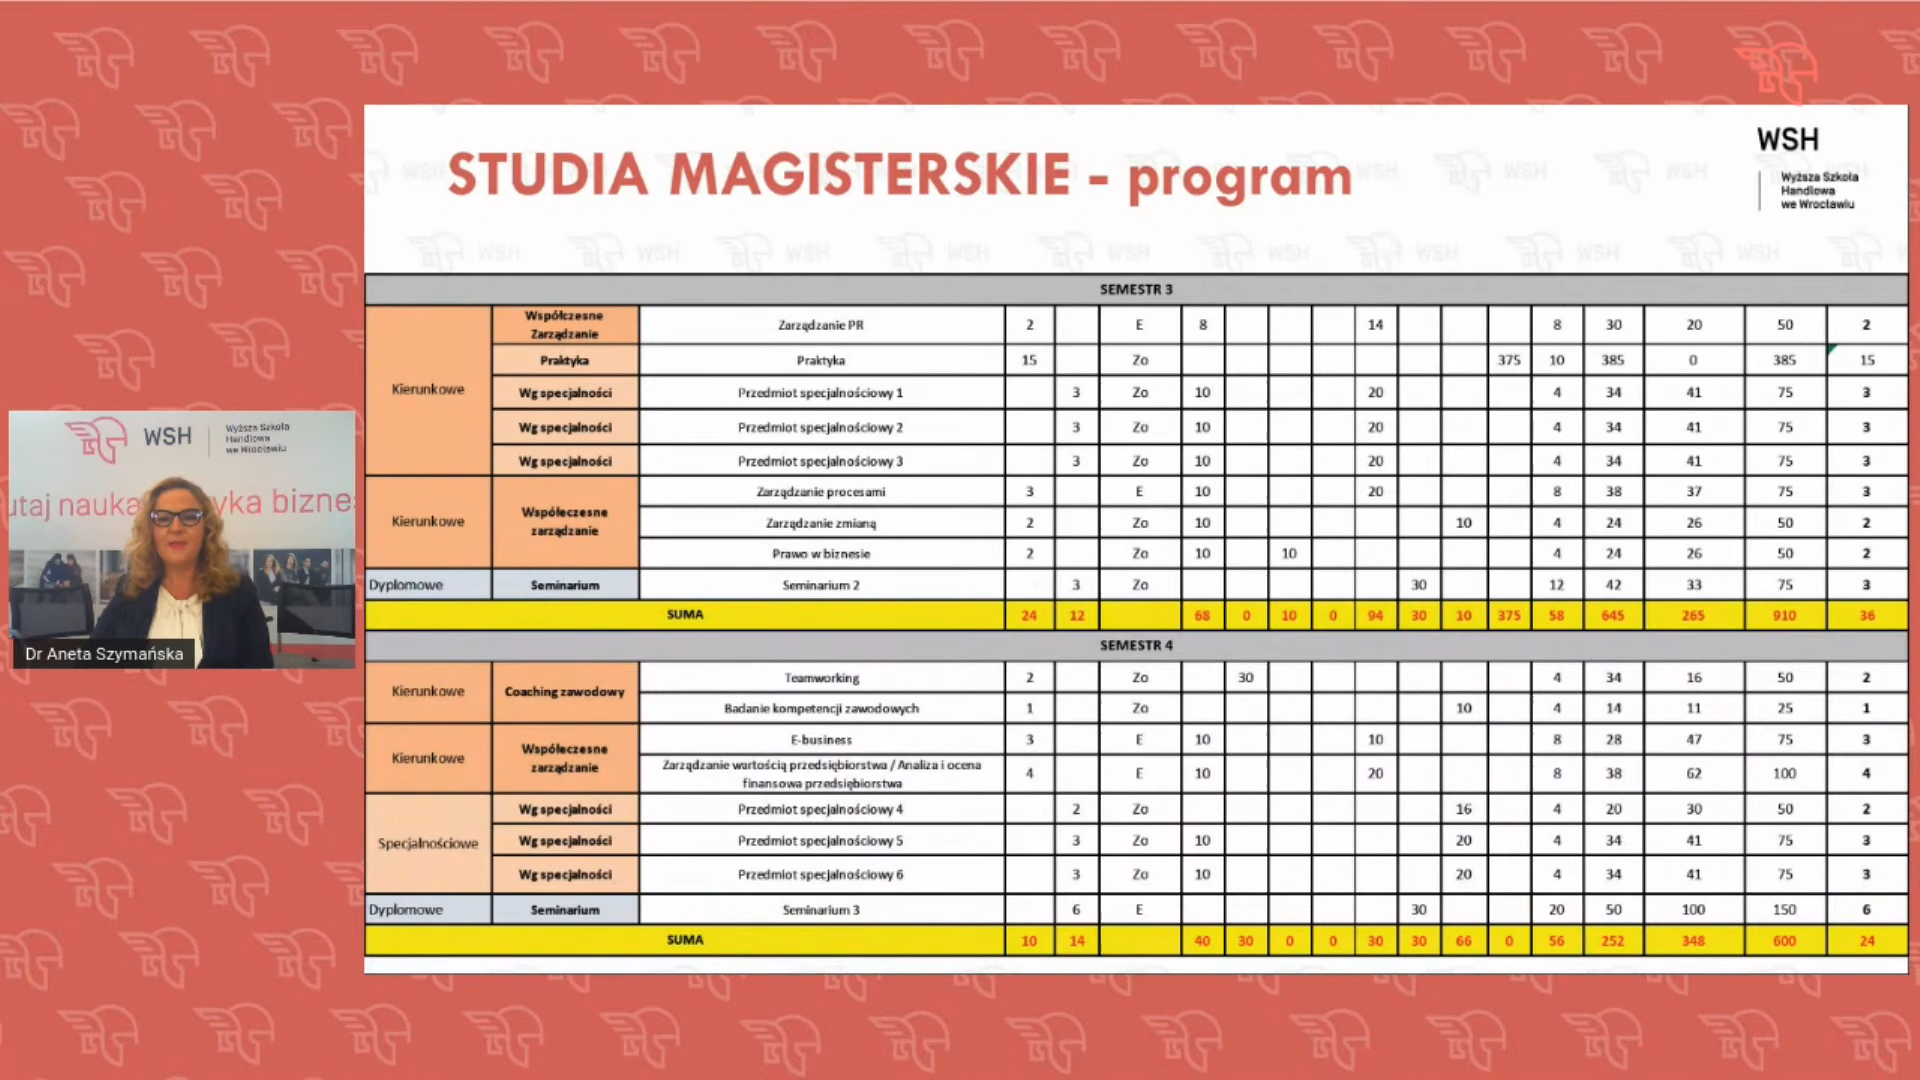 STUDIA MAGISTERSKIE - program
WSH
Wyższa Szkoła
Handlowa
we Wrocławiu
SEMESTR 3
Kierunkowe
Współczesne
Zarządzanie
Zarządzanie PR 2 E 8 14 8 30 20 50 2
Praktyka Praktyka 15 Zo 375 10 385 0 385 15
Wg specjalności Przedmiot specjalnościowy 1 3 Zo 10 20 4 34 41 75 3
Wg specjalności Przedmiot specjalnościowy 2 3 Zo 10 20 4 34 41 75 3
Wg specjalności Przedmiot specjalnościowy 3 3 Zo 10 20 4 34 41 75 3
Kierunkowe
Współczesne
zarządzanie
Zarządzanie procesami 3 E 10 20 8 38 37 75 3
Zarządzanie zmianą 2 Zo 10 10 4 24 26 50 2
Prawo w biznesie 2 Zo 10 10 4 24 26 50 2
Dyplomowe Seminarium Seminarium 2 3 Zo 30 12 42 33 75 3
SUMA 24 12 68 0 10 0 94 30 10 375 58 645 265 910 36
SEMESTR 4
Kierunkowe
Coaching zawodowy
Teamworking 2 Zo 30 4 34 16 50 2
Badanie kompetencji zawodowych 1 Zo 10 4 14 11 25 1
Kierunkowe
Współczesne
zarządzanie
E-business 3 E 10 10 8 28 47 75 3
Zarządzanie wartością przedsiębiorstwa / Analiza i ocena
finansowa przedsiębiorstwa 4 E 10 20 8 38 62 100 4
Specjalnościowe
Wg specjalności Przedmiot specjalnościowy 4 2 Zo 16 4 20 30 50 2
Wg specjalności Przedmiot specjalnościowy 5 3 Zo 10 20 4 34 41 75 3
Wg specjalności Przedmiot specjalnościowy 6 3 Zo 10 20 4 34 41 75 3
Dyplomowe Seminarium Seminarium 3 6 E 30 20 50 100 150 6
SUMA 10 14 40 30 0 0 30 30 66 0 56 252 348 600 24
WSH
Wyższa Szkoła
Handlowa
we Wrocławiu
utaj nauka yka biznes
Dr Aneta Szymańska